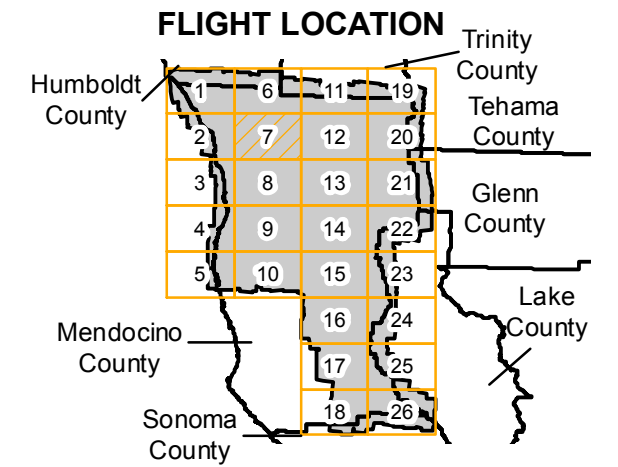 FLIGHT LOCATION
Trinity
County
Humboldt
County
1
6
11
19
Tehama
County
2
7
12
20
3
8
13
21
Glenn
County
4
9
14
22
5
10
15
23
Lake
County
16
24
Mendocino
County
17
25
18
26
Sonoma
County